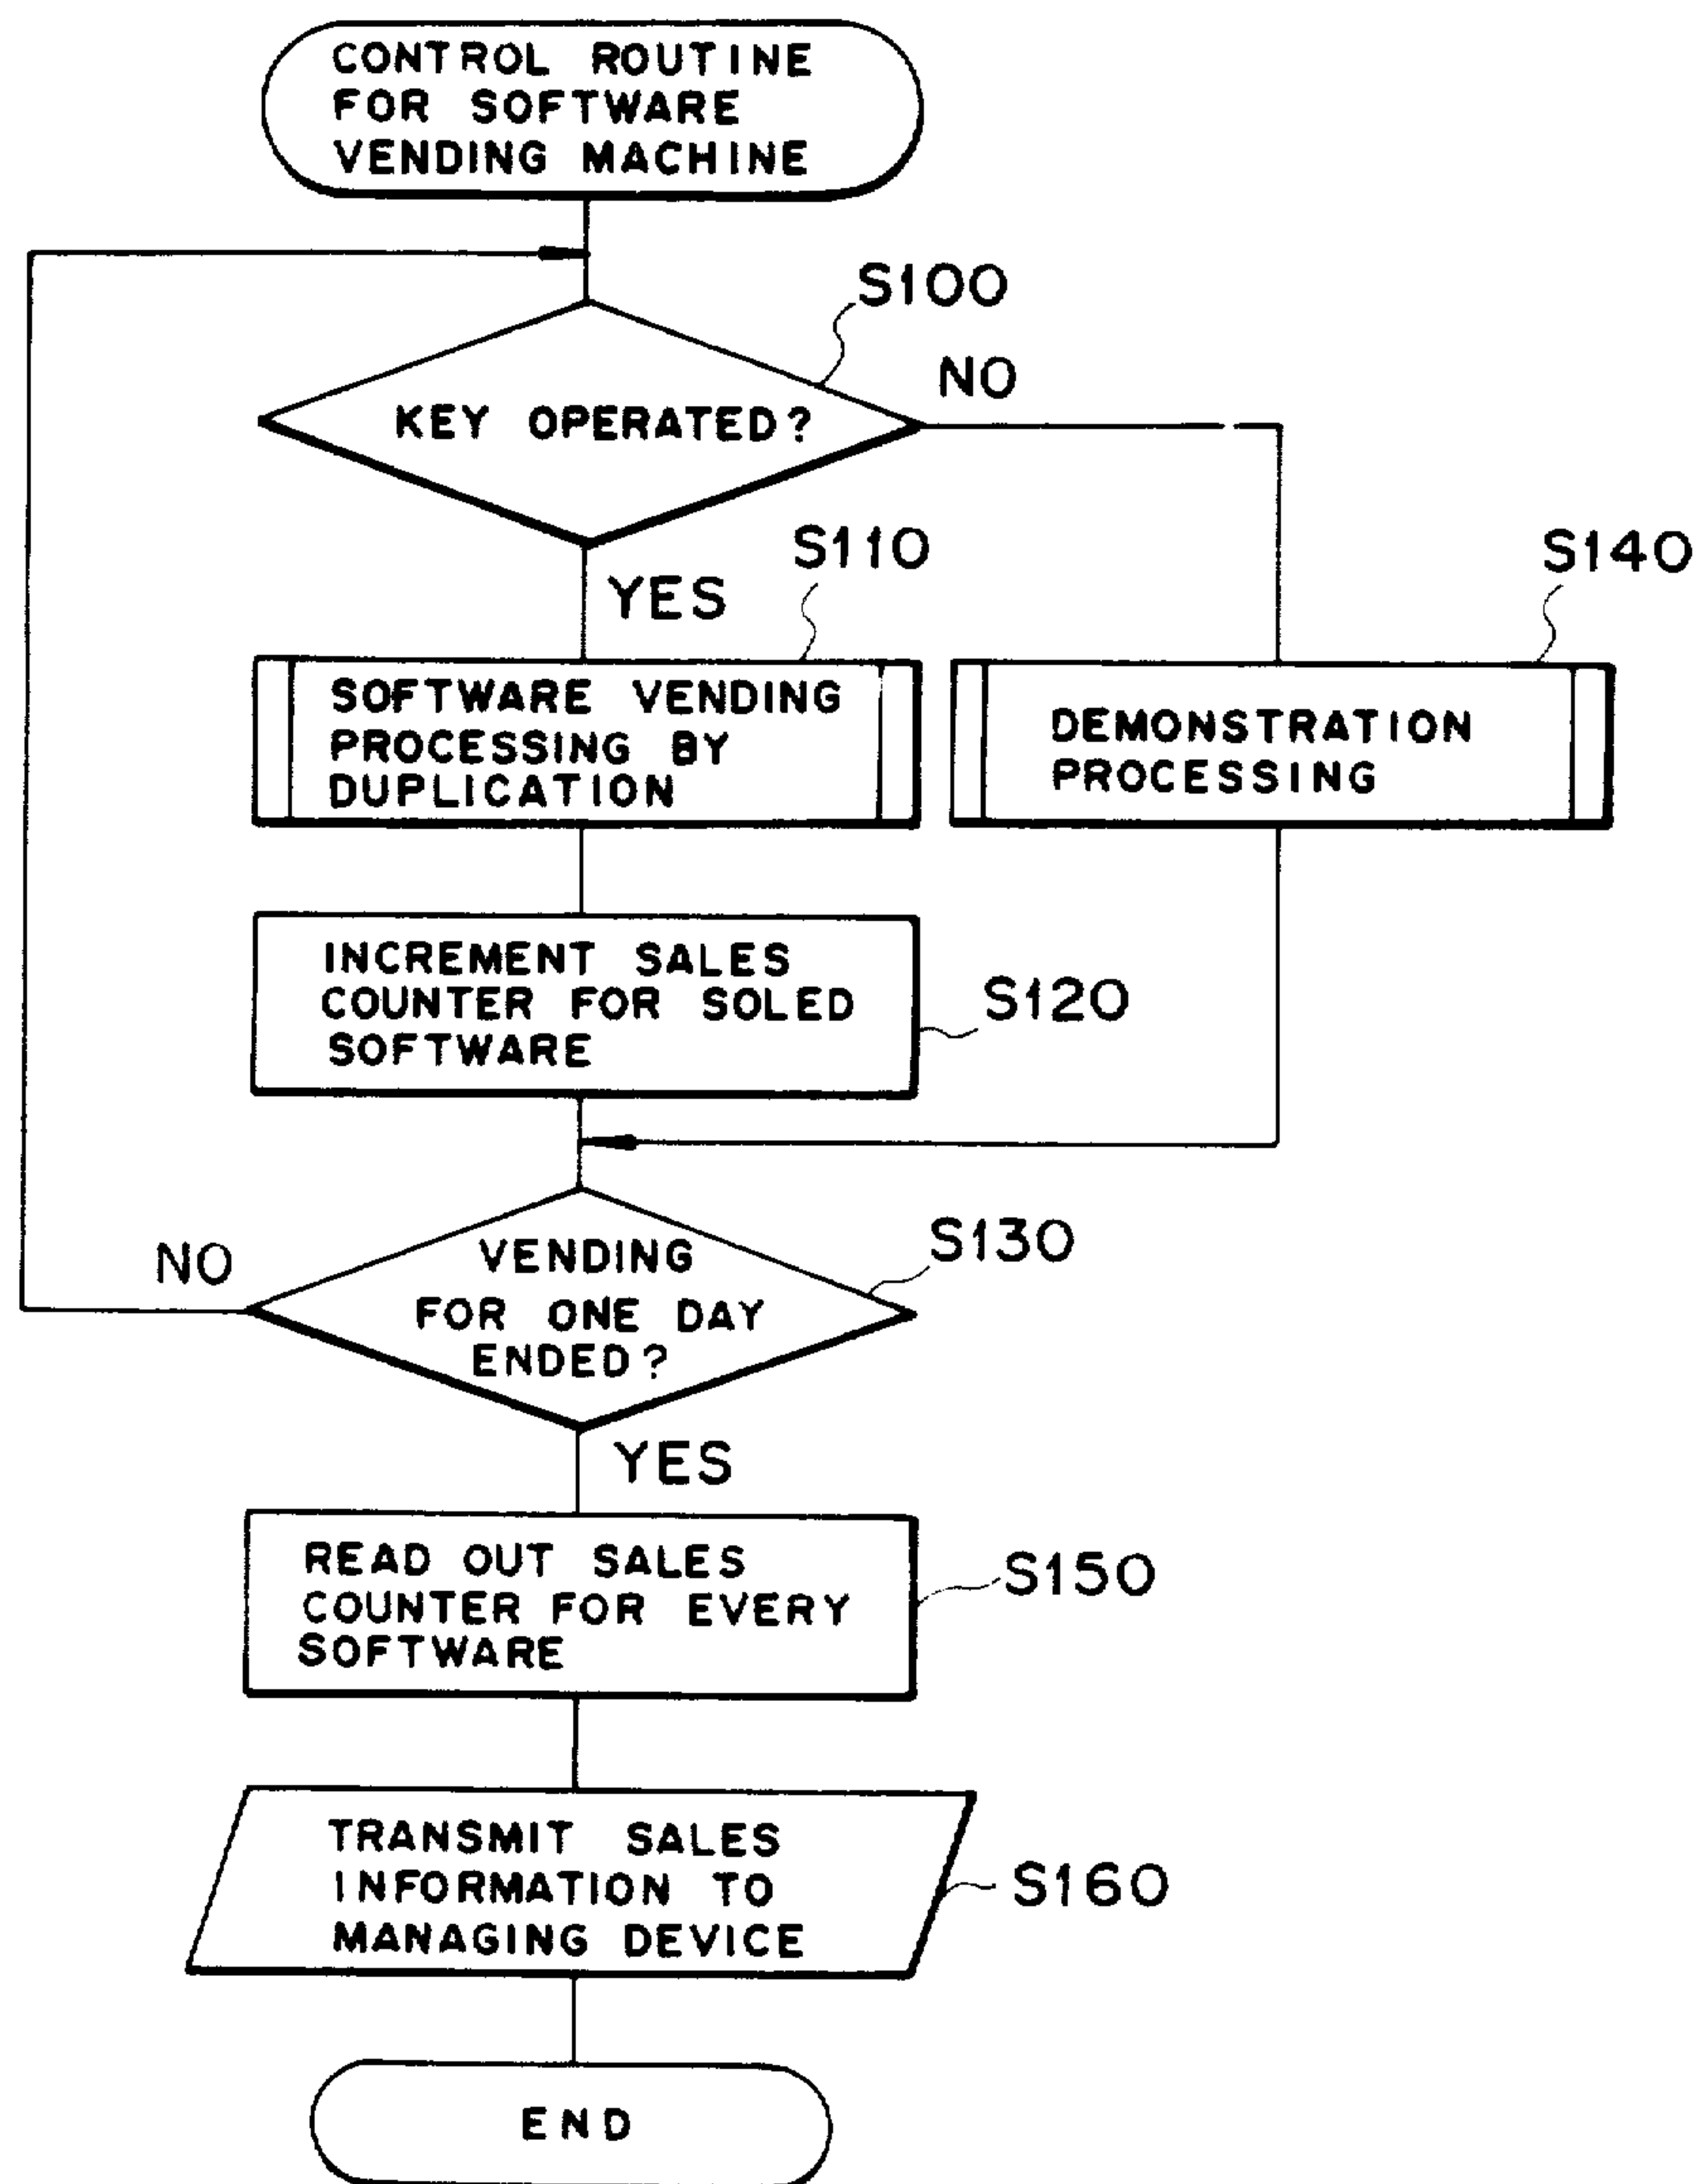 CONTROL ROUTINE
FOR SOFTWARE
VENDING MACHINE
S100
KEY OPERATED?
NO
YES
S110
S140
SOFTWARE VENDING
PROCESSING BY
DUPLICATION
DEMONSTRATION
PROCESSING
INCREMENT SALES
COUNTER FOR SOLED
SOFTWARE
S120
NO
VENDING
FOR ONE DAY
ENDED?
S130
YES
READ OUT SALES
COUNTER FOR EVERY
SOFTWARE
S150
TRANSMIT SALES
INFORMATION TO
MANAGING DEVICE
S160
END